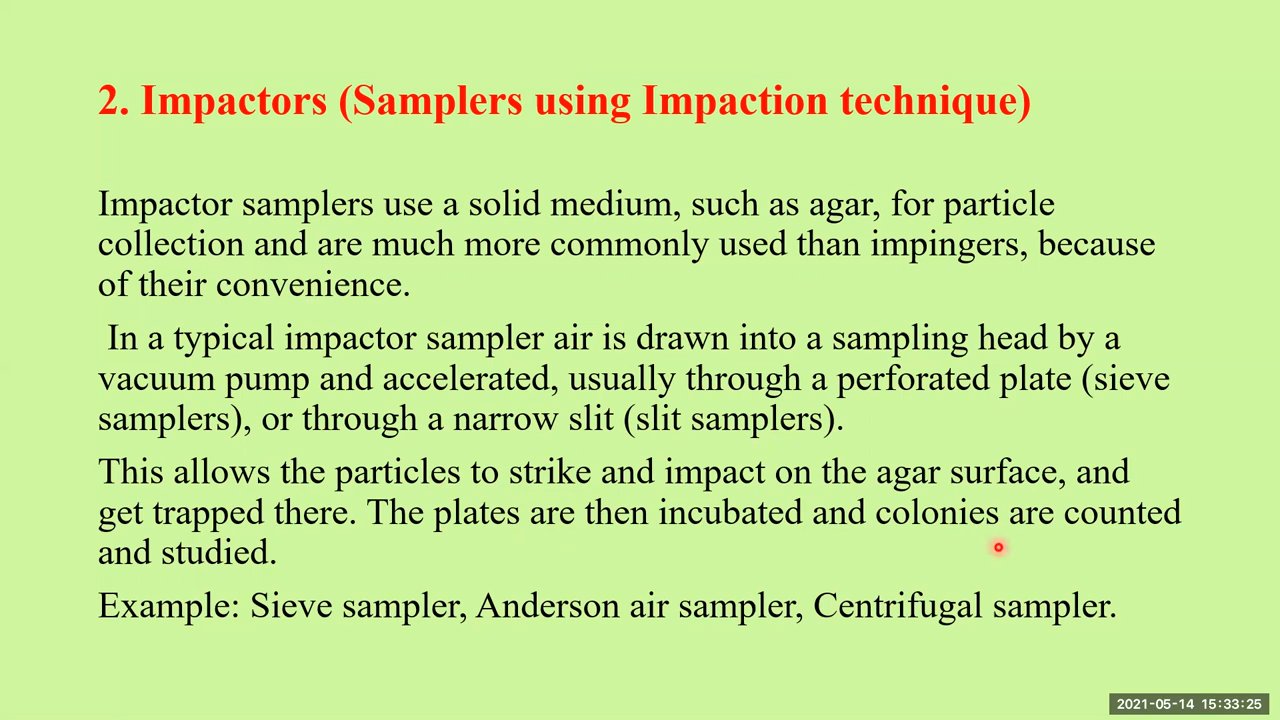 2. Impactors (Samplers using Impaction technique)
Impactor samplers use a solid medium, such as agar, for particle
collection and are much more commonly used than impingers, because
of their convenience.
In a typical impactor sampler air is drawn into a sampling head by a
vacuum pump and accelerated, usually through a perforated plate (sieve
samplers), or through a narrow slit (slit samplers).
This allows the particles to strike and impact on the agar surface, and
get trapped there. The plates are then incubated and colonies are counted
and studied.
Example: Sieve sampler, Anderson air sampler, Centrifugal sampler.
2021-05-14 15:33:25